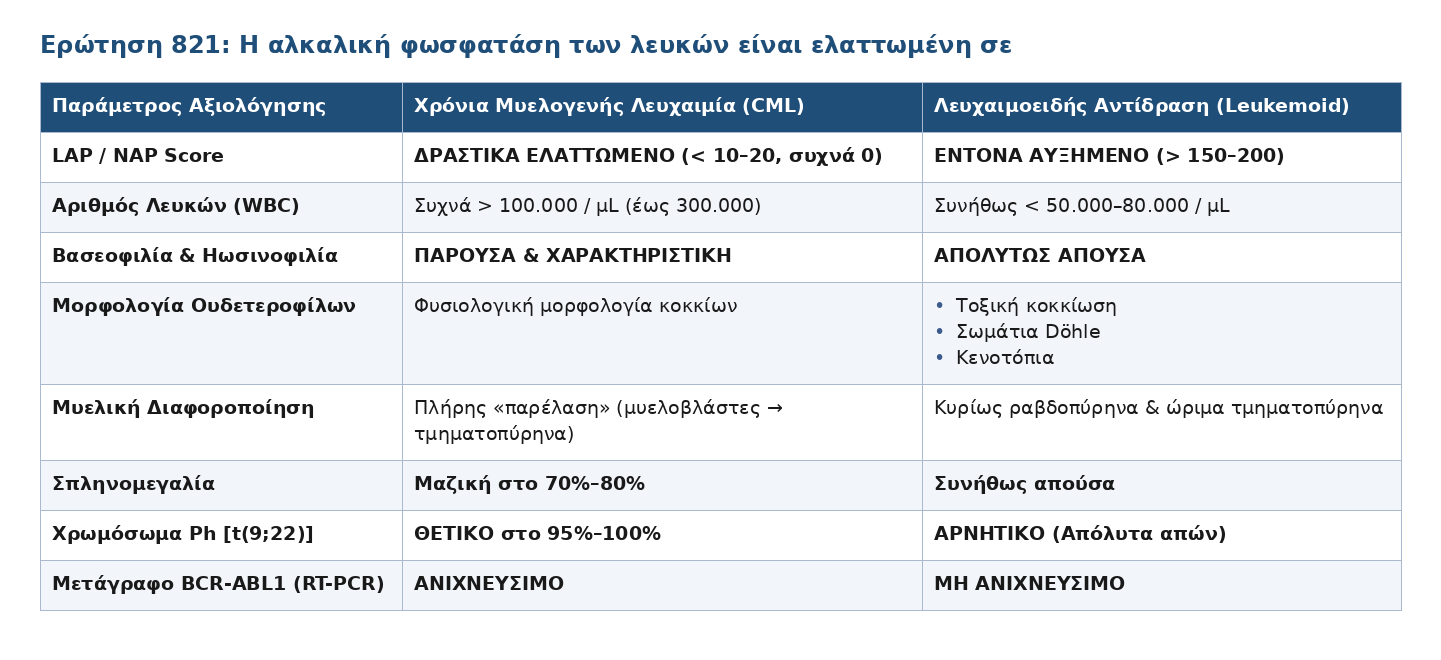 Ερώτηση 821: Η αλκαλική φωσφατάση των λευκών είναι ελαττωμένη σε
Παράμετρος Αξιολόγησης
Χρόνια Μυελογενής Λευχαιμία (CML)
Λευχαιμοειδής Αντίδραση (Leukemoid)
LAP / NAP Score
ΔΡΑΣΤΙΚΑ ΕΛΑΤΤΩΜΕΝΟ (< 10–20, συχνά 0)
ΕΝΤΟΝΑ ΑΥΞΗΜΕΝΟ (> 150–200)
Αριθμός Λευκών (WBC)
Συχνά > 100.000 / μL (έως 300.000)
Συνήθως < 50.000–80.000 / μL
Βασεοφιλία & Ηωσινοφιλία
ΠΑΡΟΥΣΑ & ΧΑΡΑΚΤΗΡΙΣΤΙΚΗ
ΑΠΟΛΥΤΩΣ ΑΠΟΥΣΑ
Μορφολογία Ουδετεροφίλων
Φυσιολογική μορφολογία κοκκίων
• Τοξική κοκκίωση
• Σωμάτια Döhle
• Κενοτόπια
Μυελική Διαφοροποίηση
Πλήρης «παρέλαση» (μυελοβλάστες →
τμηματοπύρηνα)
Κυρίως ραβδοπύρηνα & ώριμα τμηματοπύρηνα
Σπληνομεγαλία
Μαζική στο 70%–80%
Συνήθως απούσα
Χρωμόσωμα Ph [t(9;22)]
ΘΕΤΙΚΟ στο 95%–100%
ΑΡΝΗΤΙΚΟ (Απόλυτα απών)
Μετάγραφο BCR-ABL1 (RT-PCR)
ΑΝΙΧΝΕΥΣΙΜΟ
ΜΗ ΑΝΙΧΝΕΥΣΙΜΟ